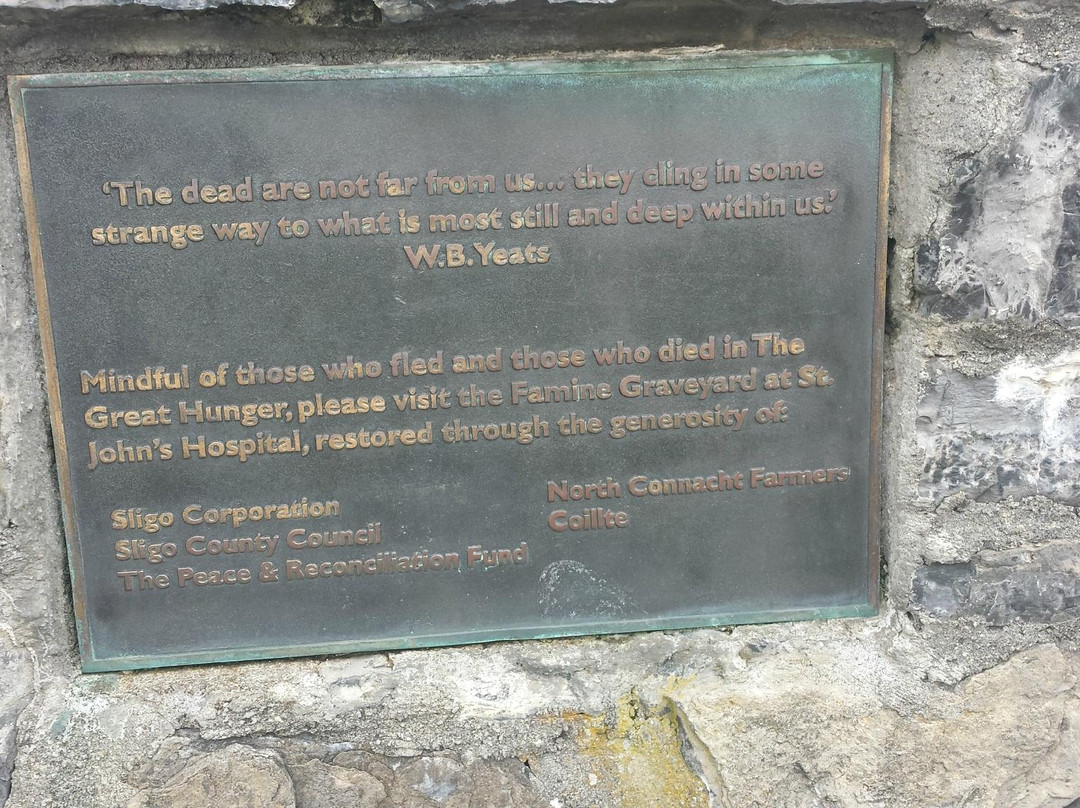 ‘The dead are not far from us... they cling in some
strange way to what is most still and deep within us.’
W.B.Yeats
Mindful of those who fled and those who died in The
Great Hunger, please visit the Famine Graveyard at St.
John's Hospital, restored through the generosity of:
Sligo Corporation
Sligo County Council
The Peace & Reconciliation Fund
North Connacht Farmers
Coillte